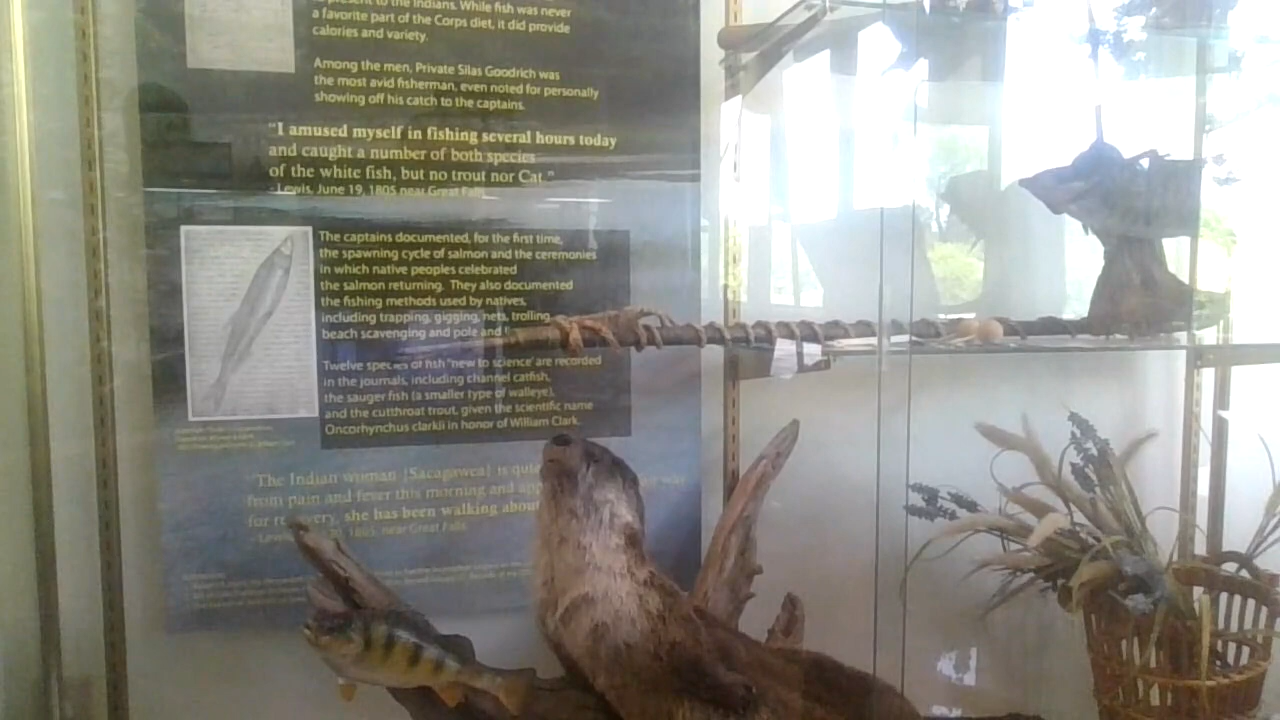 to the Indians. While fish was never
a favorite part of the Corps diet, it did provide
calories and variety.
Among the men, Private Silas Goodrich was
the most avid fisherman, even noted for personally
showing off his catch to the captains.
"I amused myself in fishing several hours today
and caught a number of both species
of the white fish, but no trout nor Cat."
- Lewis, June 19, 1805 near Great Falls
The captains documented, for the first time,
the spawning cycle of salmon and the ceremonies
in which native peoples celebrated
the salmon returning. They also documented
the fishing methods used by natives,
including trapping, gigging, nets, trolling,
beach scavenging and pole and
Twelve species of fish "new to science" are recorded
in the journals, including channel catfish,
the sauger fish (a smaller type of walleye),
and the cutthroat trout, given the scientific name
Oncorhynchus clarkii in honor of William Clark.
"The Indian woman [Sacagawea] is
from pain and fever this morning and
for she has been walking about
1805, near Great Falls